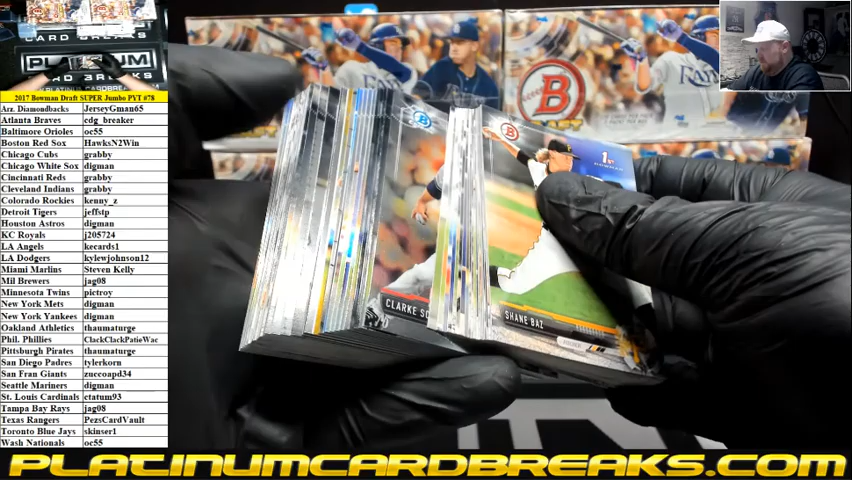 CARD BREAKS
PLATINUM
CARD BREAKS
2017 Bowman Draft SUPER Jumbo PYT #78
Arz. Diamondbacks JerseyGman65
Atlanta Braves cdg_breaker
Baltimore Orioles oc55
Boston Red Sox HawksN2Win
Chicago Cubs grabby
Chicago White Sox digman
Cincinnati Reds grabby
Cleveland Indians grabby
Colorado Rockies kenny_z
Detroit Tigers jeffstp
Houston Astros digman
KC Royals j205724
LA Angels kecards1
LA Dodgers kylewjohnson12
Miami Marlins Steven Kelly
Mil Brewers jag08
Minnesota Twins pictroy
New York Mets digman
New York Yankees digman
Oakland Athletics thaumaturge
Phil. Phillies ClackClackPatieWac
Pittsburgh Pirates thaumaturge
San Diego Padres tylerkorn
San Fran Giants zuccoapd34
Seattle Mariners digman
St. Louis Cardinals ctatum93
Tampa Bay Rays jag08
Texas Rangers PezsCardVault
Toronto Blue Jays skinser1
Wash Nationals oc55
B
B
B
1st
CLARKE SC
SHANE BAZ
PLATINUMCARDBREAKS.COM